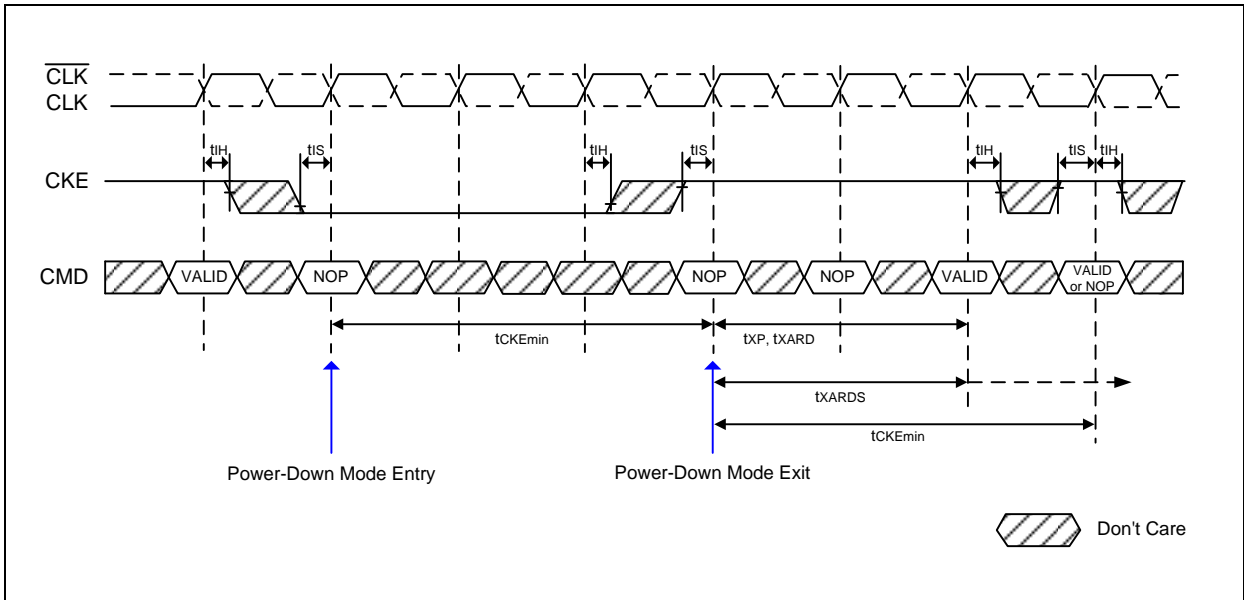 CLK
CLK
tIH tIS tIH tIS tIH tIS tIH
CKE
CMD VALID NOP NOP NOP VALID VALID or NOP
tCKEmin tXP, tXARD
tXARDS
tCKEmin
Power-Down Mode Entry Power-Down Mode Exit
Don't Care